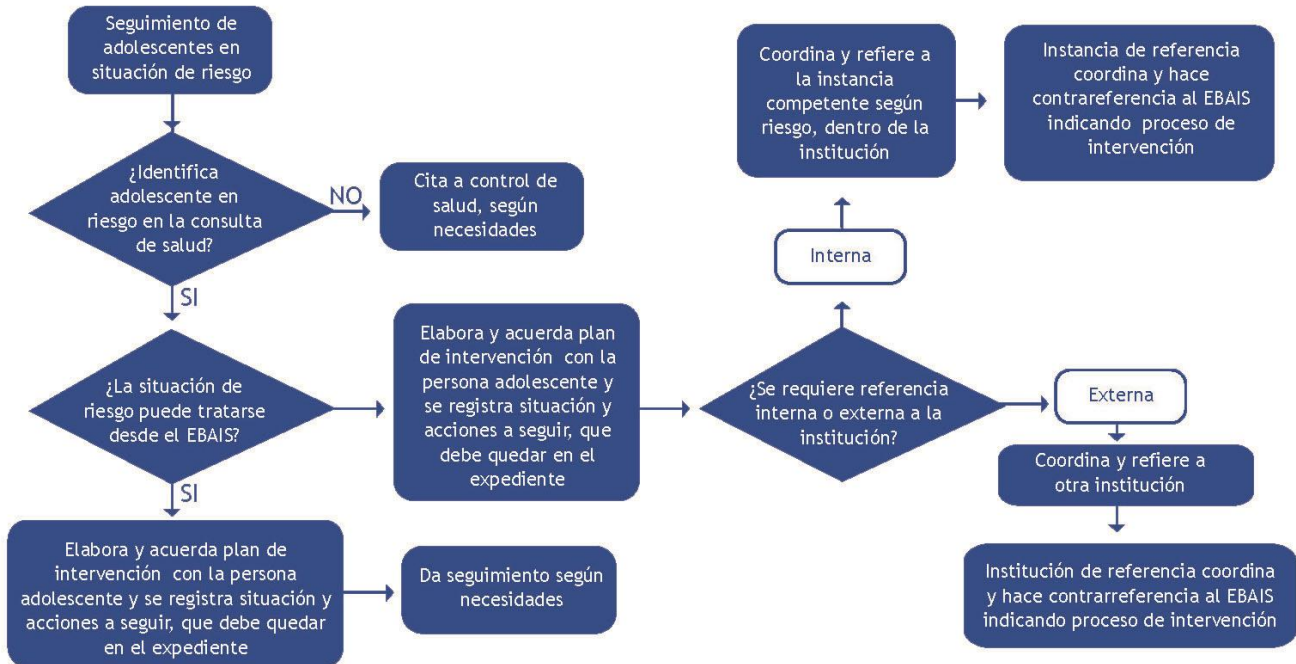 Seguimiento de
adolescentes en
situación de riesgo
¿Identifica
adolescente en
riesgo en la consulta
de salud?
NO
Cita a control de
salud, según
necesidades
SI
¿La situación de
riesgo puede tratarse
desde el EBAIS?
SI
Elabora y acuerda plan de
intervención con la persona
adolescente y se registra situación y
acciones a seguir, que debe quedar
en el expediente
Da seguimiento según
necesidades
Elabora y acuerda plan
de intervención con la
persona adolescente y
se registra situación y
acciones a seguir, que
debe quedar en el
expediente
¿Se requiere referencia
interna o externa a la
institución?
Interna
Coordina y refiere a
la instancia
competente según
riesgo, dentro de la
institución
Instancia de referencia
coordina y hace
contrareferencia al EBAIS
indicando proceso de
intervención
Externa
Coordina y refiere a
otra institución
Institución de referencia coordina
y hace contrarreferencia al EBAIS
indicando proceso de intervención